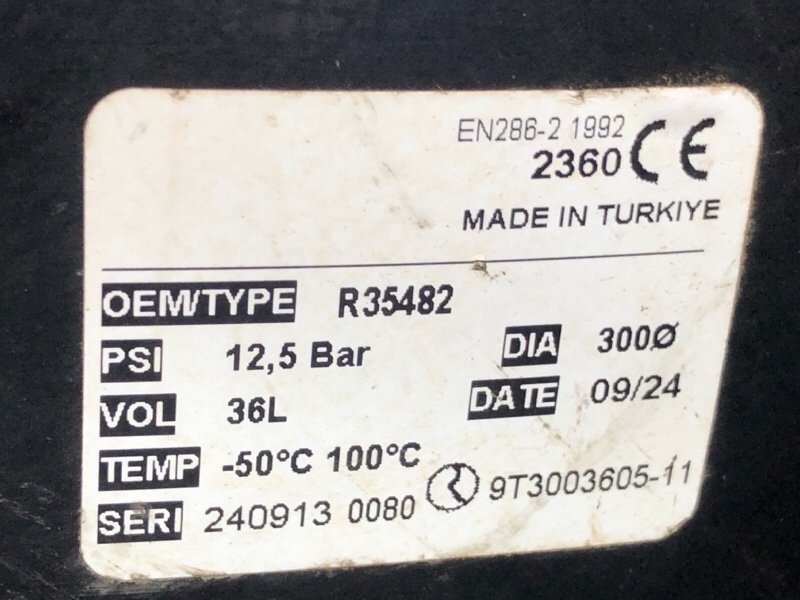 EN286-2 1992
2360 CE
MADE IN TURKIYE
OEM/TYPE R35482
PSI 12,5 Bar DIA 300Ø
VOL 36L DATE 09/24
TEMP -50°C 100°C
SERI 240913 0080 9T3003605-11